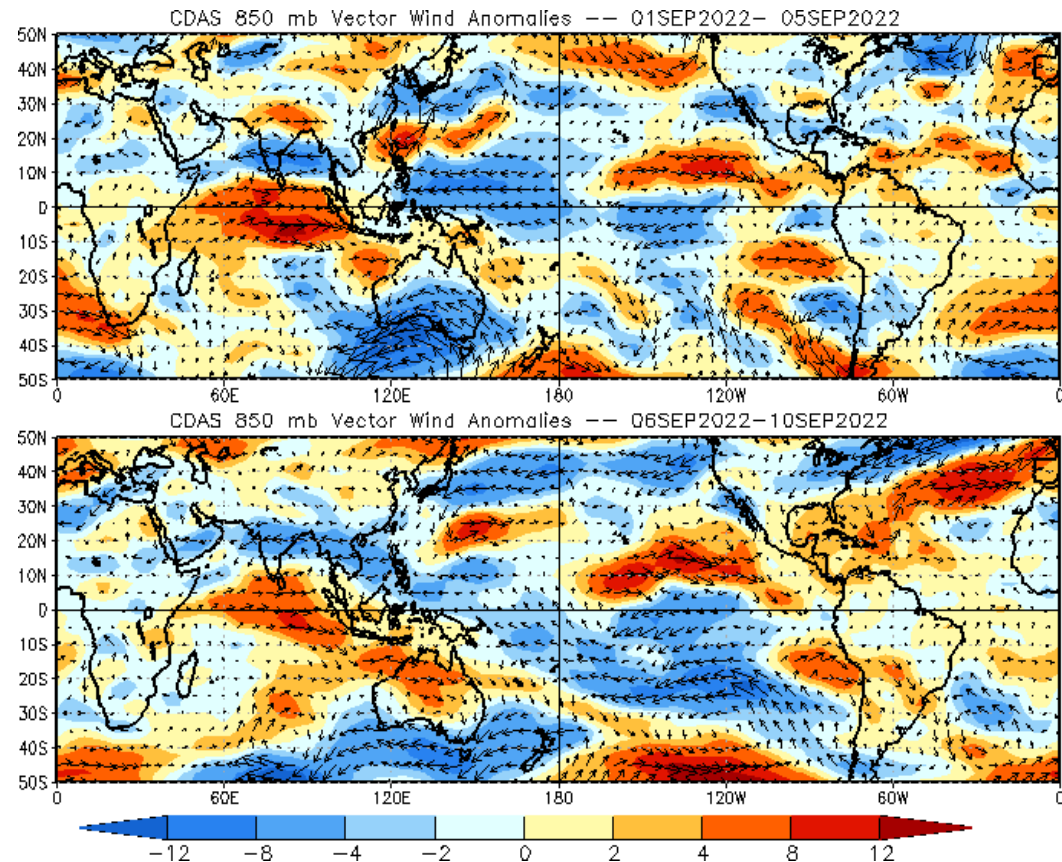 CDAS 850 mb Vector Wind Anomalies -- 01SEP2022- 05SEP2022
50N
40N
30N
20N
10N
0
10S
20S
30S
40S
50S
0 60E 120E 180 120W 60W 0
CDAS 850 mb Vector Wind Anomalies -- 06SEP2022-10SEP2022
50N
40N
30N
20N
10N
0
10S
20S
30S
40S
50S
0 60E 120E 180 120W 60W 0
-12 -8 -4 -2 0 2 4 8 12